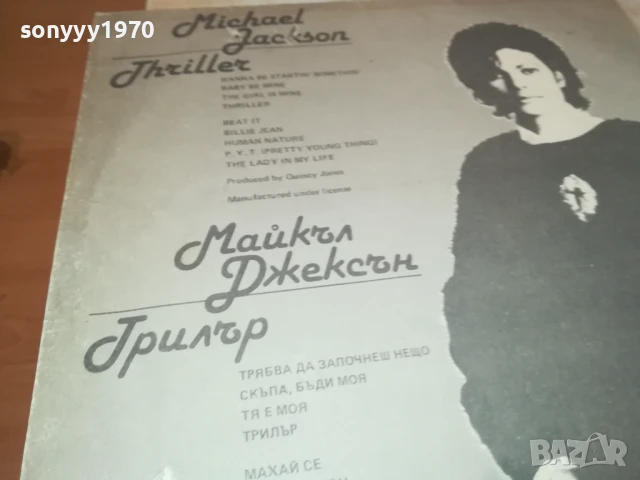 sonyyy1970
Michael
Jackson
Thriller
WANNA BE STARTIN' SOMETHIN'
BABY BE MINE
THE GIRL IS MINE
THRILLER
BEAT IT
BILLIE JEAN
HUMAN NATURE
P. Y. T. (PRETTY YOUNG THING)
THE LADY IN MY LIFE
Produced by Quincy Jones
Manufactured under license
Майкъл
Джексън
Трилър
ТРЯБВА ДА ЗАПОЧНЕШ НЕЩО
СКЪПА, БЪДИ МОЯ
ТЯ Е МОЯ
ТРИЛЪР
МАХАЙ СЕ
BAZAR